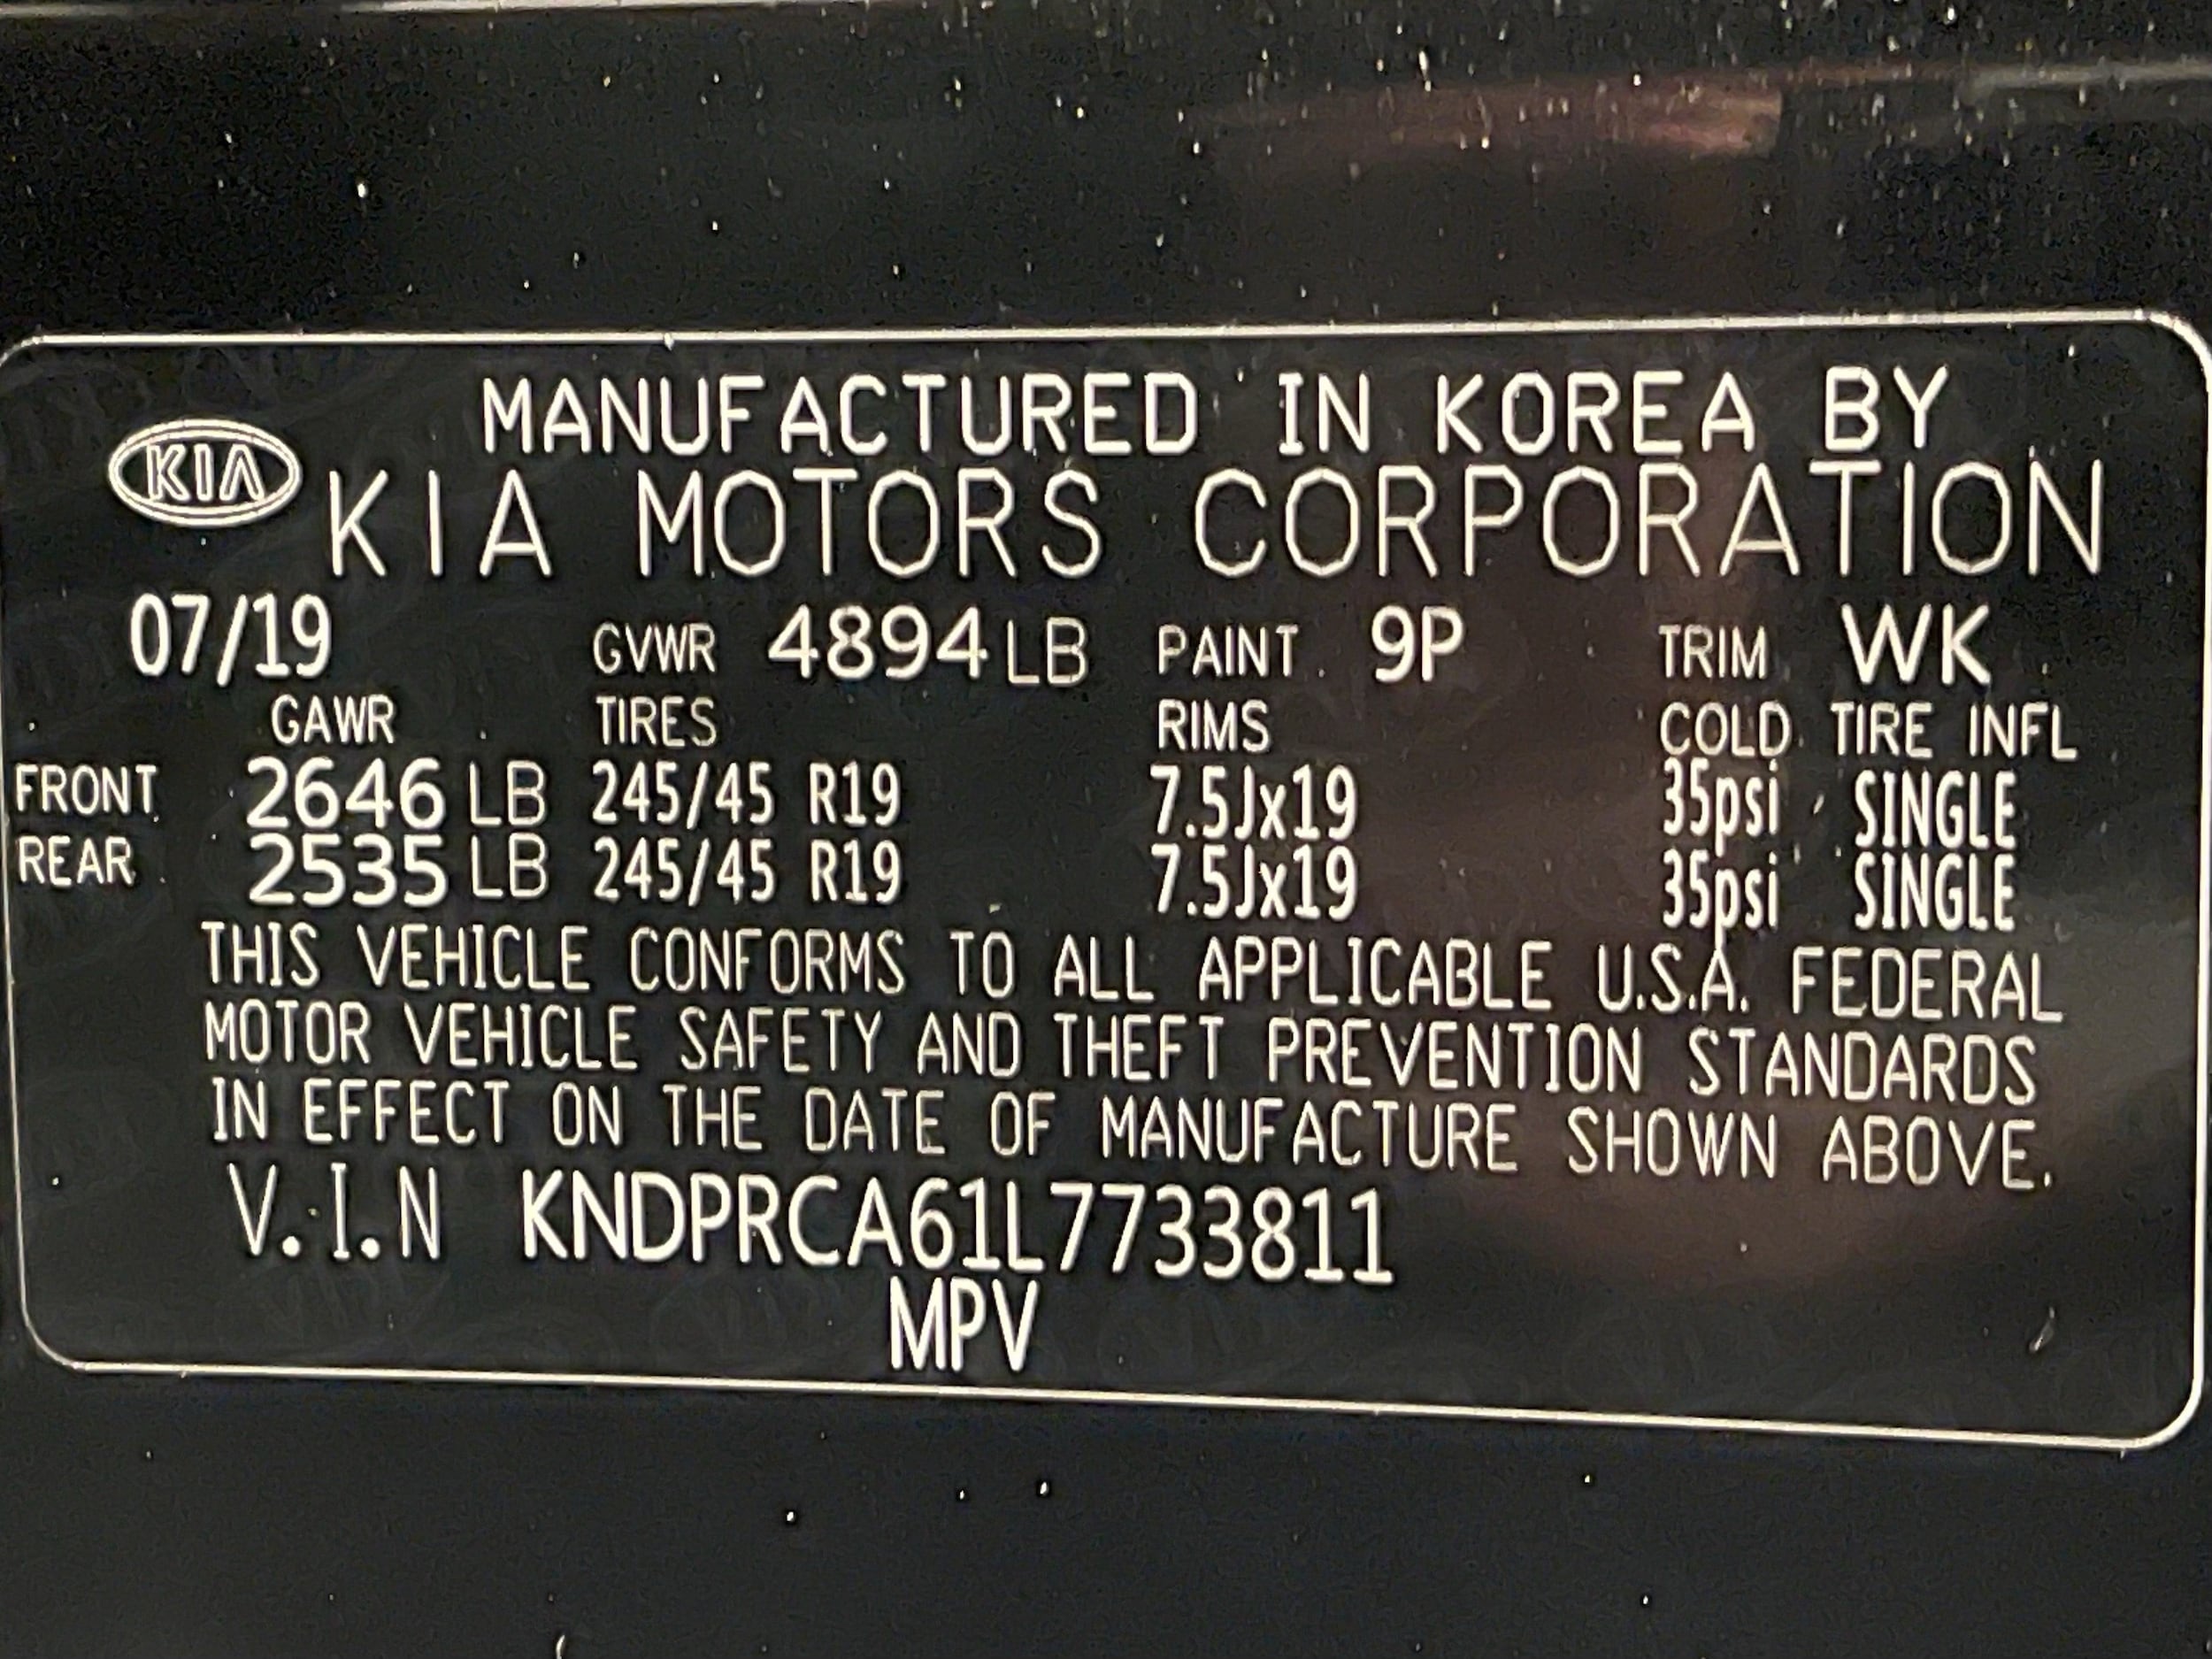 MANUFACTURED IN KOREA BY
KIA KIA MOTORS CORPORATION
07/19 GVWR 4894 LB PAINT 9P TRIM WK
GAWR TIRES RIMS COLD TIRE INFL
FRONT 2646 LB 245/45 R19 7.5Jx19 35psi SINGLE
REAR 2535 LB 245/45 R19 7.5Jx19 35psi SINGLE
THIS VEHICLE CONFORMS TO ALL APPLICABLE U.S.A. FEDERAL
MOTOR VEHICLE SAFETY AND THEFT PREVENTION STANDARDS
IN EFFECT ON THE DATE OF MANUFACTURE SHOWN ABOVE.
V.I.N KNDPRCA61L7733811
MPV